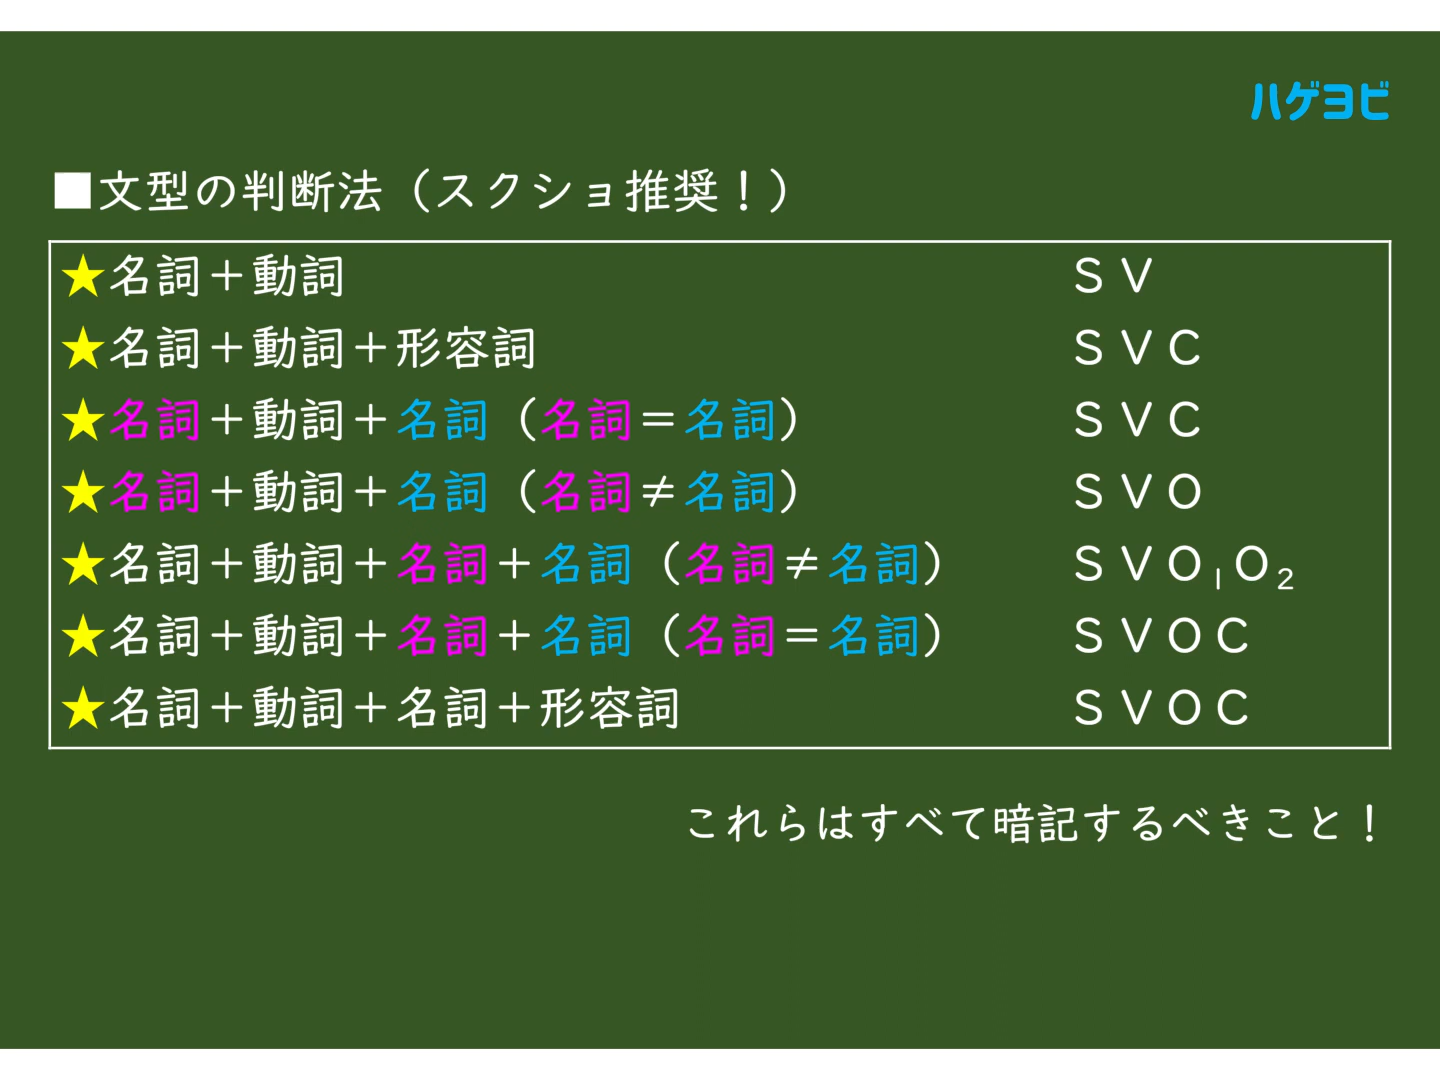 ハゲヨビ
■文型の判断法（スクショ推奨！）
★名詞＋動詞 ＳＶ
★名詞＋動詞＋形容詞 ＳＶＣ
★名詞＋動詞＋名詞（名詞＝名詞） ＳＶＣ
★名詞＋動詞＋名詞（名詞≠名詞） ＳＶＯ
★名詞＋動詞＋名詞＋名詞（名詞≠名詞） ＳＶＯ₁Ｏ₂
★名詞＋動詞＋名詞＋名詞（名詞＝名詞） ＳＶＯＣ
★名詞＋動詞＋名詞＋形容詞 ＳＶＯＣ
これらはすべて暗記するべきこと！